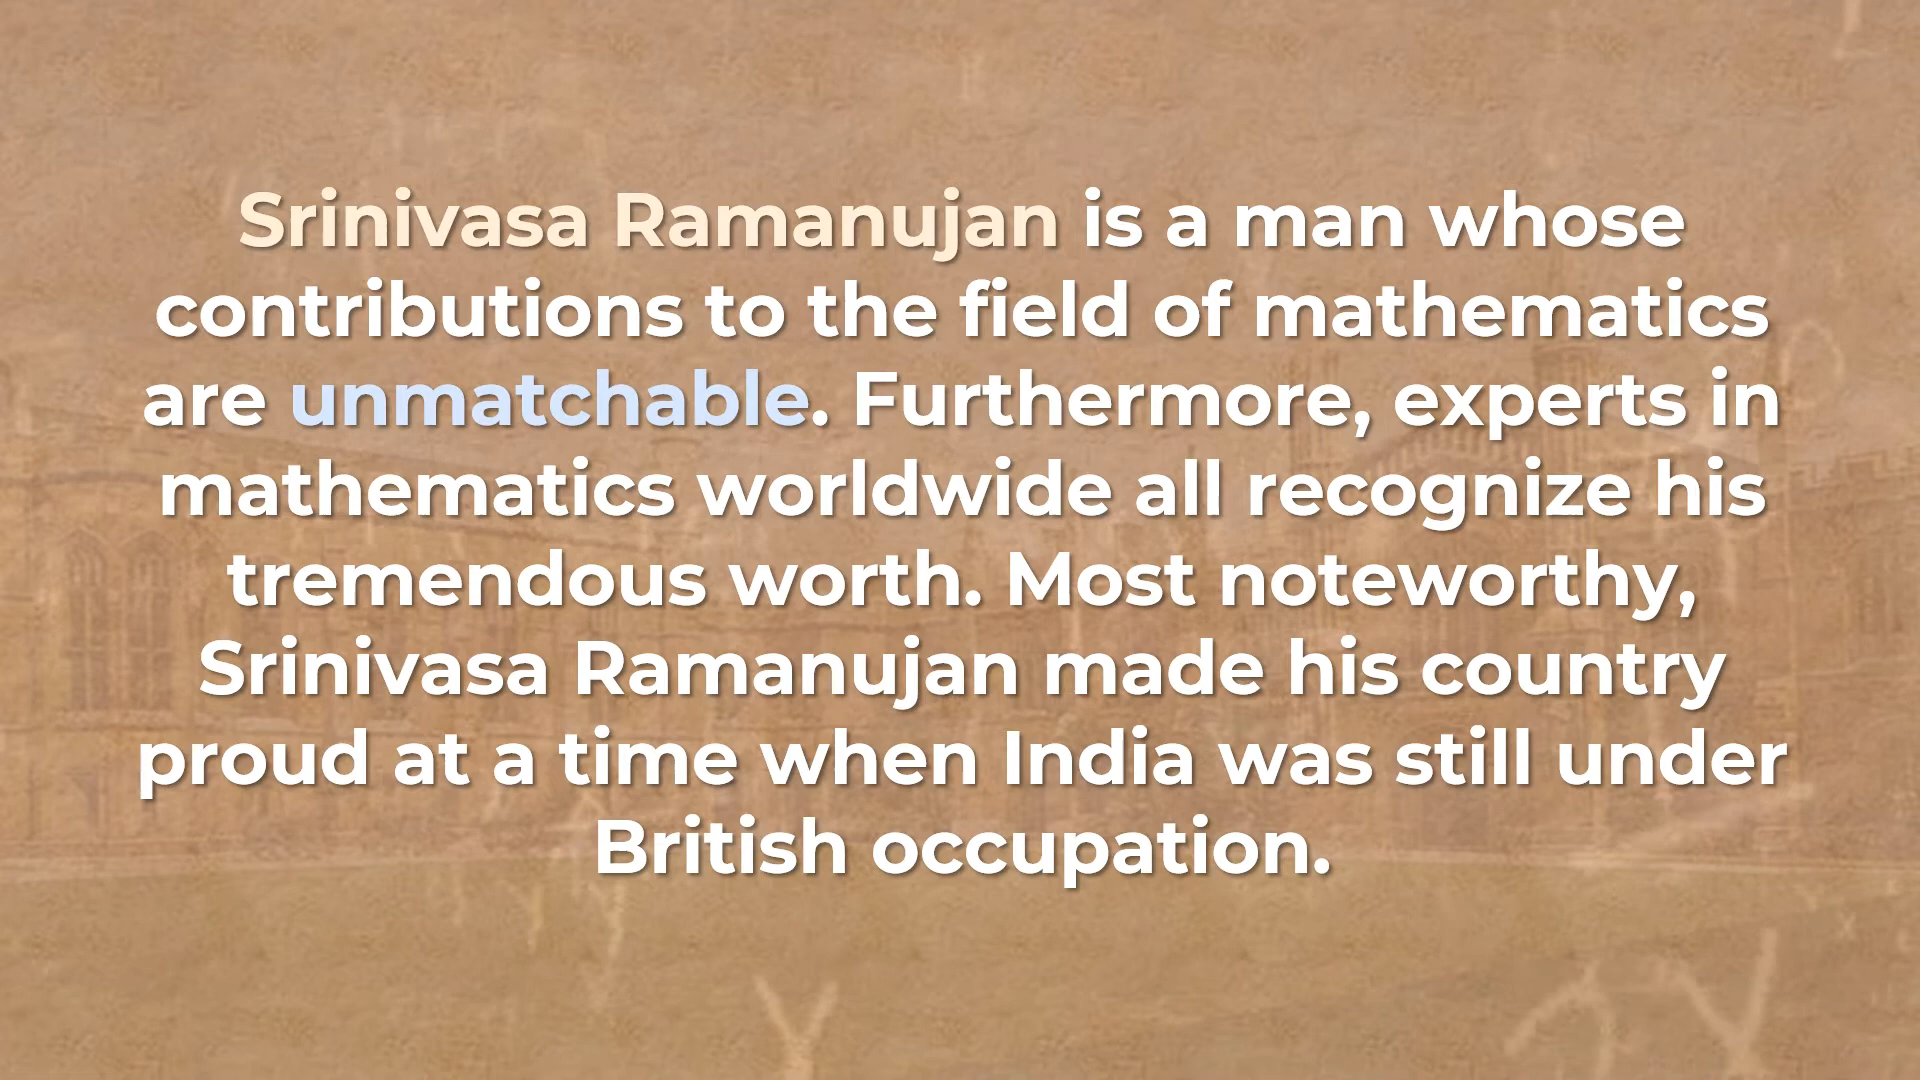 Srinivasa Ramanujan is a man whose
contributions to the field of mathematics
are unmatchable. Furthermore, experts in
mathematics worldwide all recognize his
tremendous worth. Most noteworthy,
Srinivasa Ramanujan made his country
proud at a time when India was still under
British occupation.